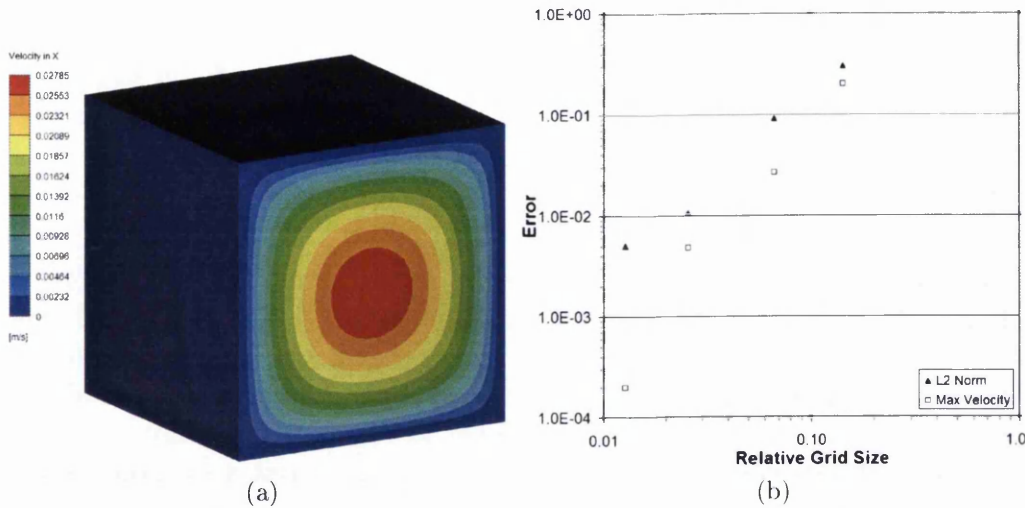 Velocity in X
0.02785
0.02553
0.02321
0.02089
0.01857
0.01624
0.01392
0.0116
0.00928
0.00696
0.00464
0.00232
0
[m/s]
(a)
1.0E+00
1.0E-01
1.0E-02
1.0E-03
1.0E-04
Error
0.01
0.10
1.0
Relative Grid Size
L2 Norm
Max Velocity
(b)